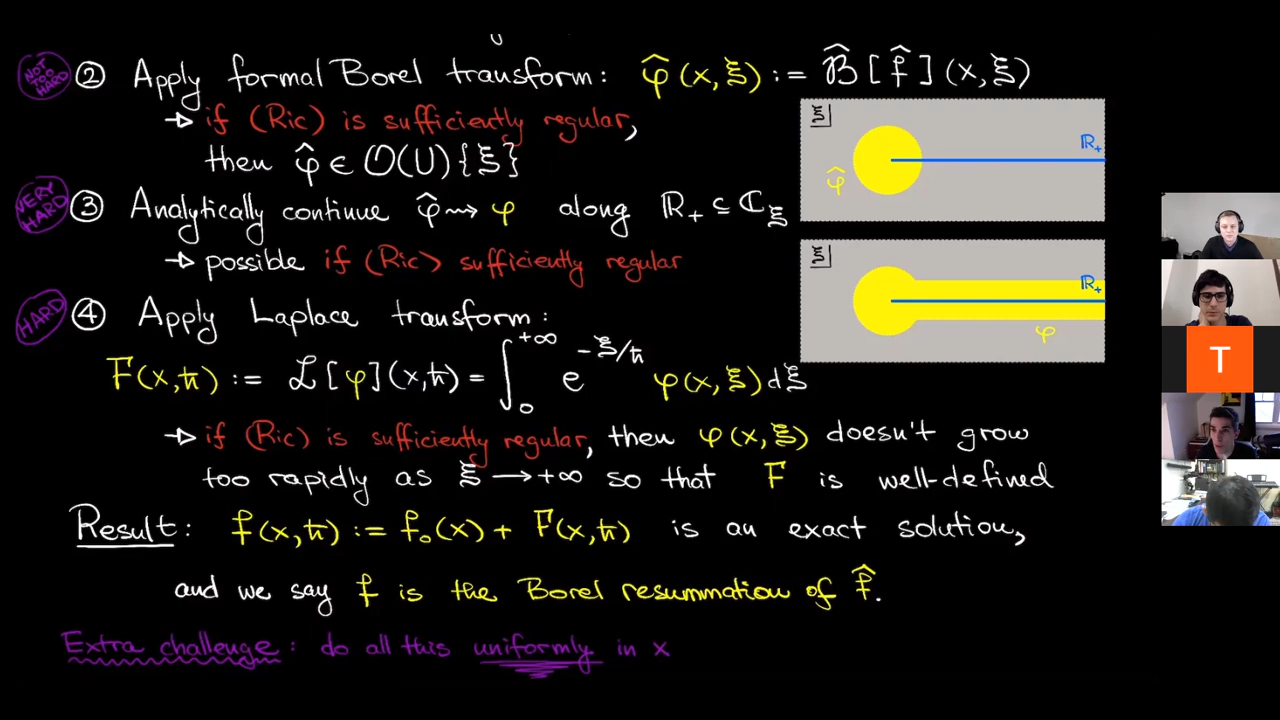 NOT TOO HARD
② Apply formal Borel transform: φ̂(x,ξ) := B̂[f̂](x,ξ)
→ if (Ric) is sufficiently regular,
then φ̂ ∈ O(U){ξ}
ξ
ℝ₊
φ̂
VERY HARD
③ Analytically continue φ̂ ⇝ φ along ℝ₊ ⊆ ℂ_ξ
→ possible if (Ric) sufficiently regular
ξ
ℝ₊
φ
HARD
④ Apply Laplace transform:
F(x,ħ) := ℒ[φ](x,ħ) = ∫₀^{+∞} e^{-ξ/ħ} φ(x,ξ)dξ
→ if (Ric) is sufficiently regular, then φ(x,ξ) doesn't grow
too rapidly as ξ → +∞ so that F is well-defined
Result: f(x,ħ) := f₀(x) + F(x,ħ) is an exact solution,
and we say f is the Borel resummation of f̂.
Extra challenge: do all this uniformly in x
T